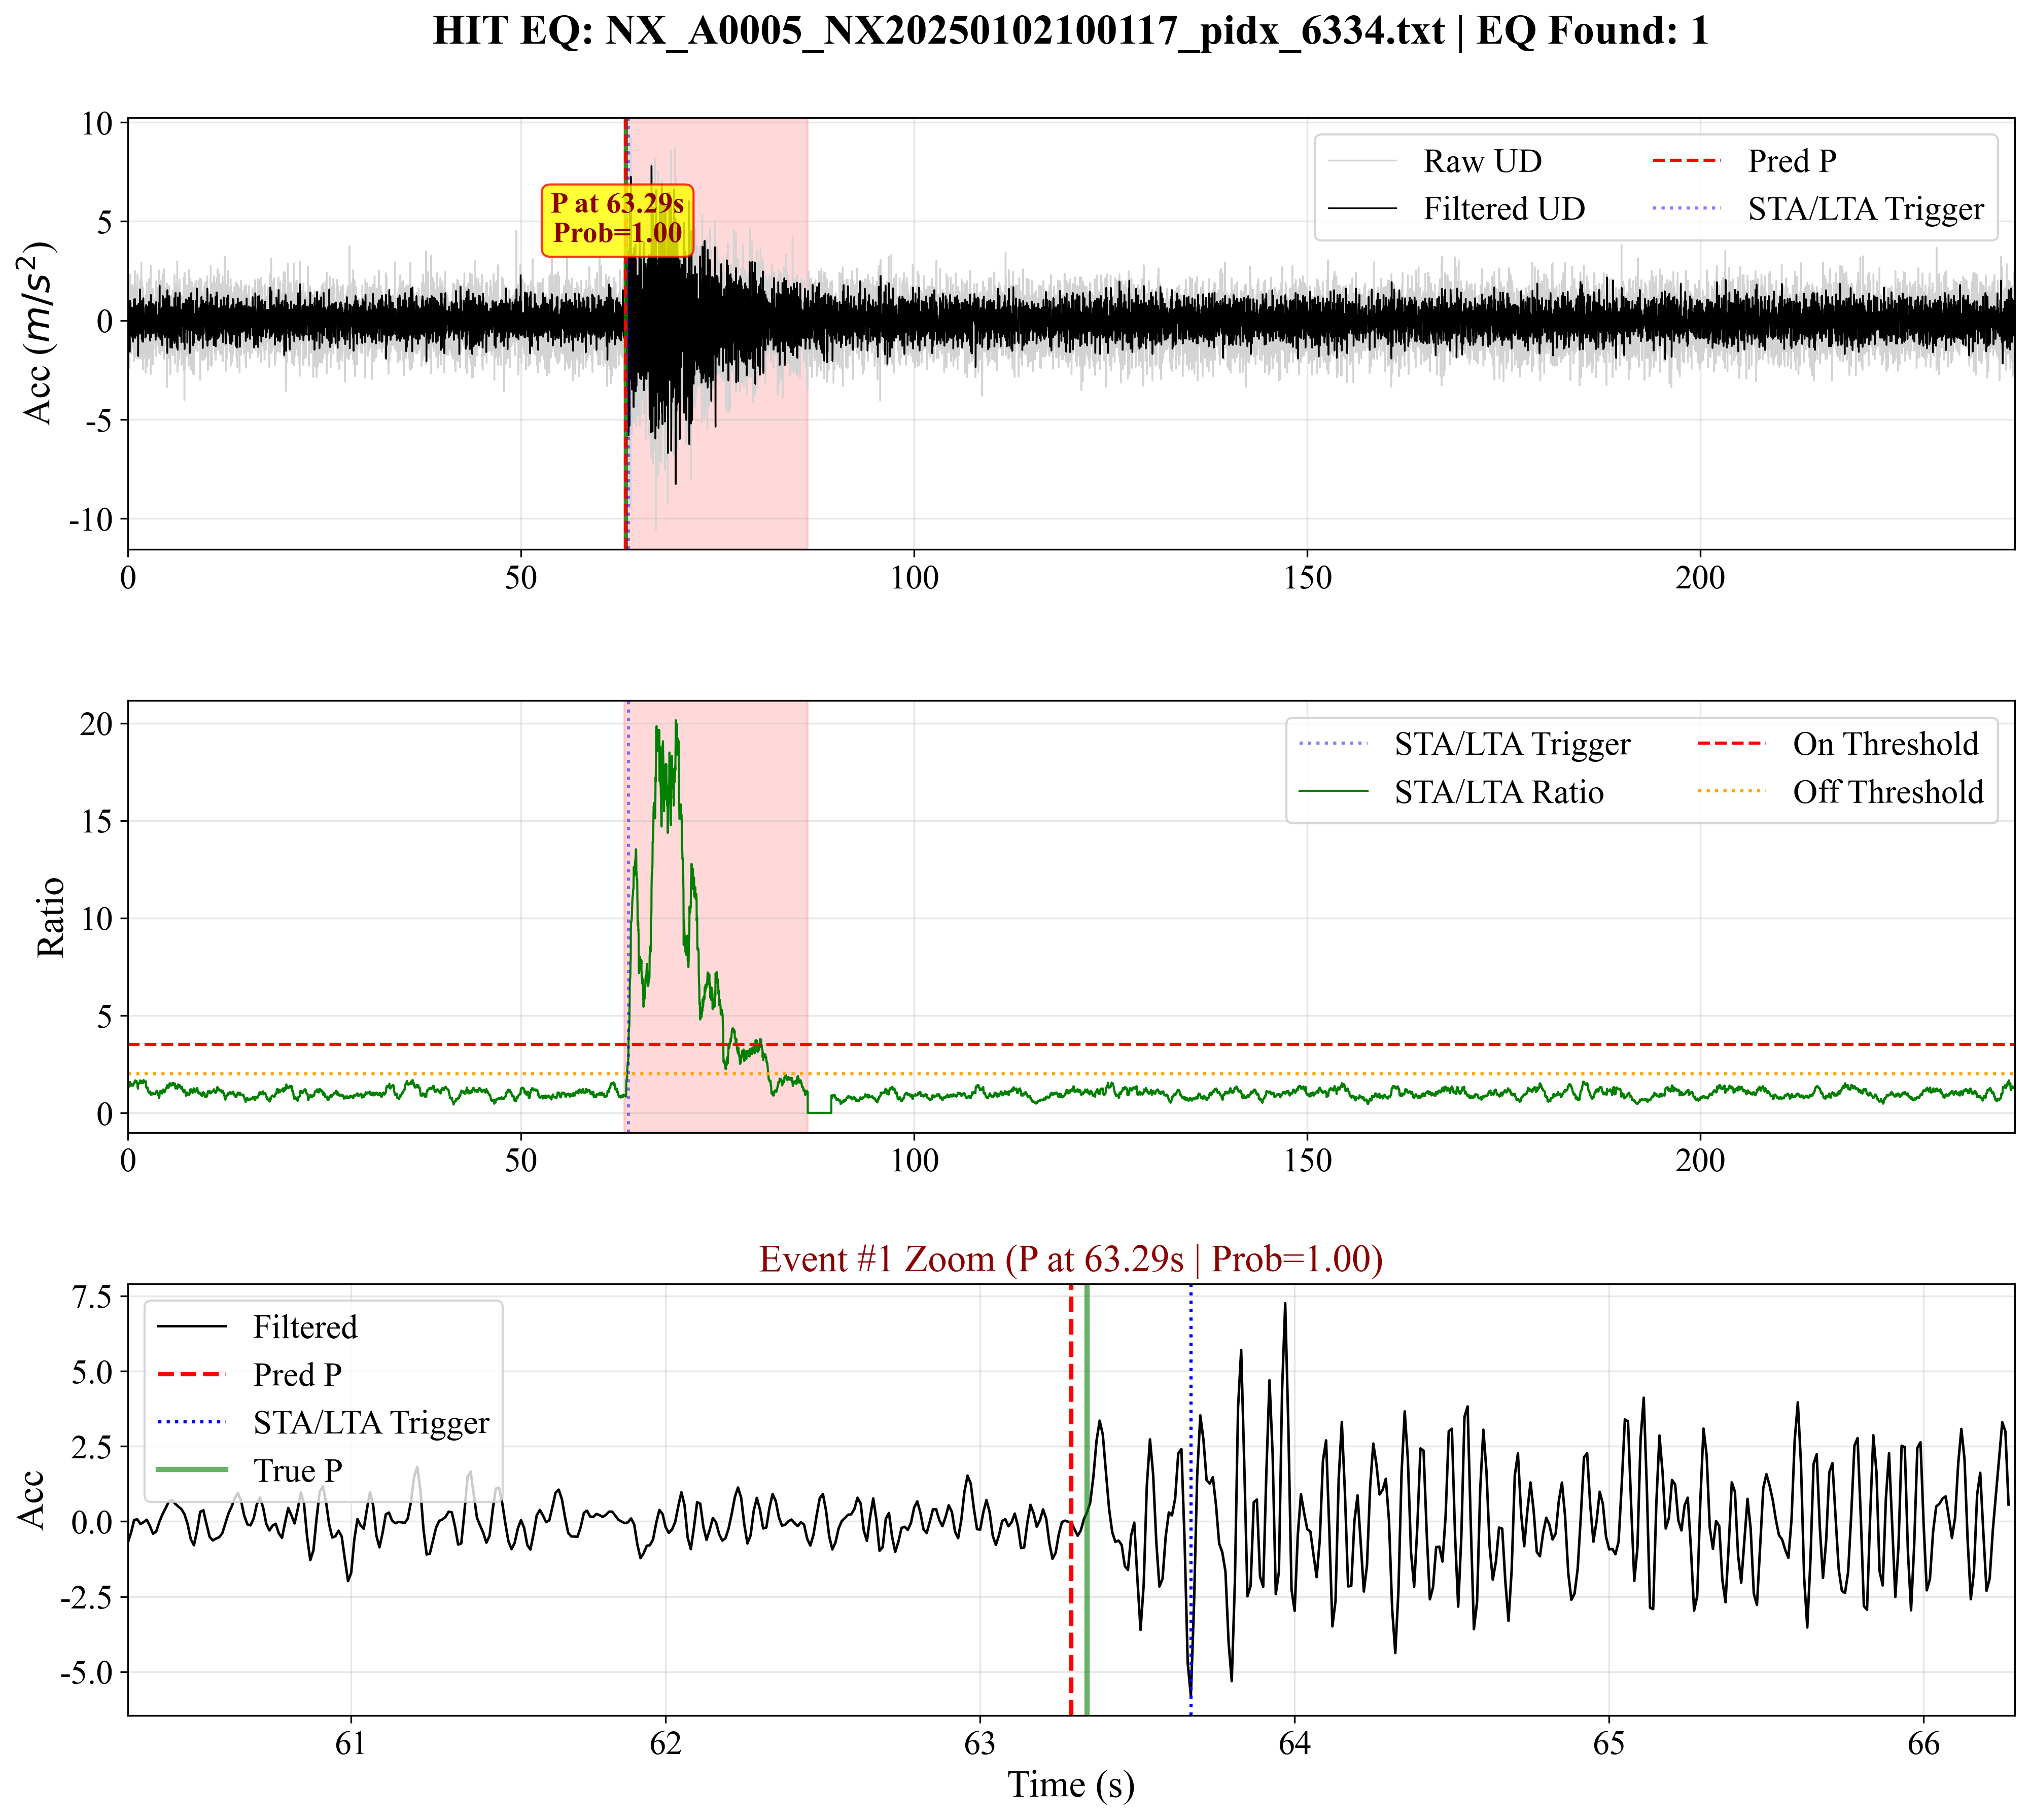 HIT EQ: NX_A0005_NX20250102100117_pidx_6334.txt | EQ Found: 1
10
5
0
-5
-10
Acc (m/s²)
Raw UD
Filtered UD
Pred P
STA/LTA Trigger
P at 63.29s
Prob=1.00
0
50
100
150
200
20
15
10
5
0
Ratio
STA/LTA Trigger
STA/LTA Ratio
On Threshold
Off Threshold
0
50
100
150
200
Event #1 Zoom (P at 63.29s | Prob=1.00)
7.5
5.0
2.5
0.0
-2.5
-5.0
Acc
Filtered
Pred P
STA/LTA Trigger
True P
61
62
63
64
65
66
Time (s)